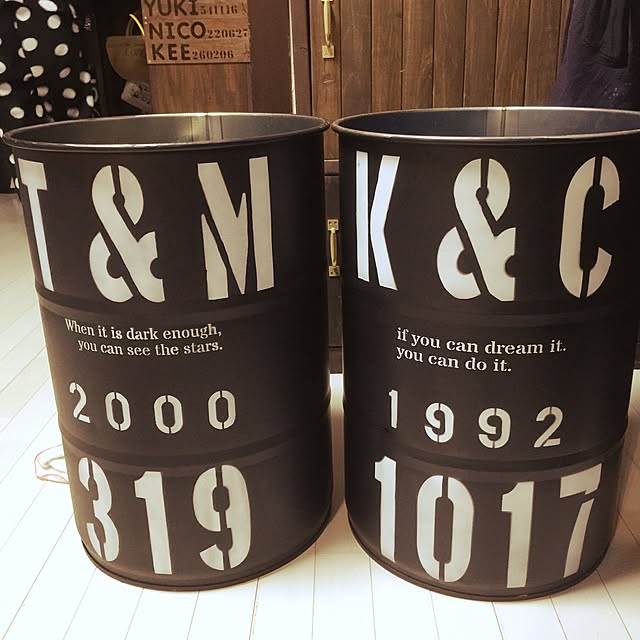 YUKI 541116
NICO 220627
KEE 260206
T & M
When it is dark enough,
you can see the stars.
2000
319
K & C
if you can dream it.
you can do it.
1992
1017